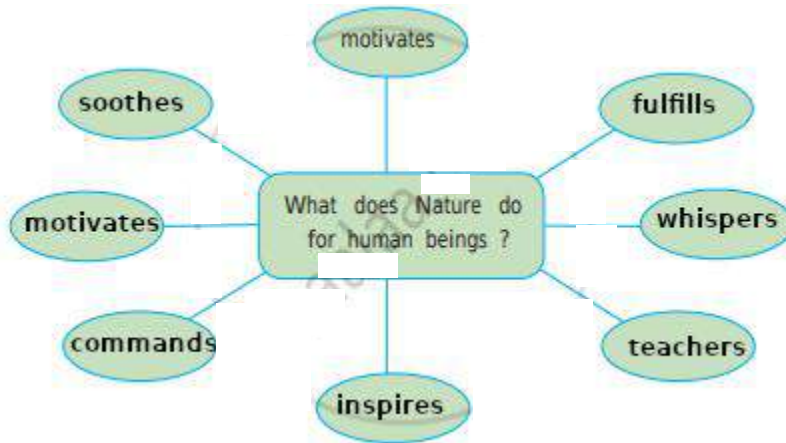 motivates
soothes
fulfills
motivates
What does Nature do
for human beings ?
whispers
commands
teachers
inspires